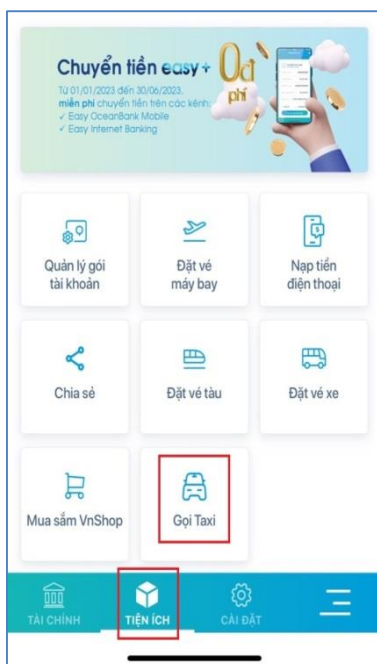 Chuyển tiền easy+
0đ
phí
Từ 01/01/2023 đến 30/06/2023,
miễn phí chuyển tiền trên các kênh:
✓ Easy OceanBank Mobile
✓ Easy Internet Banking
Quản lý gói
tài khoản
Đặt vé
máy bay
Nạp tiền
điện thoại
Chia sẻ
Đặt vé tàu
Đặt vé xe
Mua sắm VnShop
Gọi Taxi
TÀI CHÍNH
TIỆN ÍCH
CÀI ĐẶT